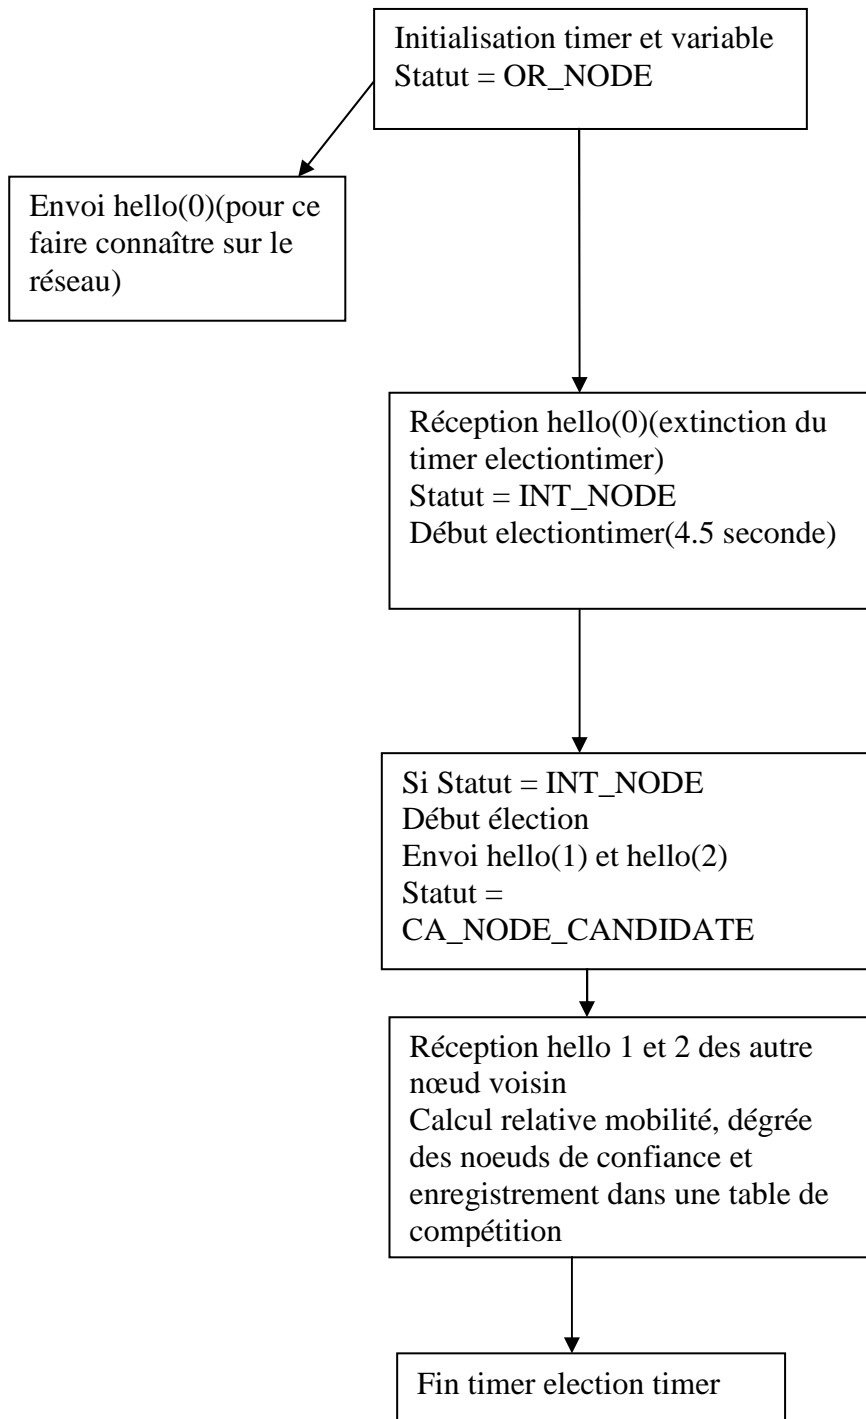 Initialisation timer et variable
Statut = OR_NODE
Envoi hello(0)(pour ce
faire connaître sur le
réseau)
Réception hello(0)(extinction du
timer electiontimer)
Statut = INT_NODE
Début electiontimer(4.5 seconde)
Si Statut = INT_NODE
Début élection
Envoi hello(1) et hello(2)
Statut =
CA_NODE_CANDIDATE
Réception hello 1 et 2 des autre
nœud voisin
Calcul relative mobilité, dégrée
des noeuds de confiance et
enregistrement dans une table de
compétition
Fin timer election timer